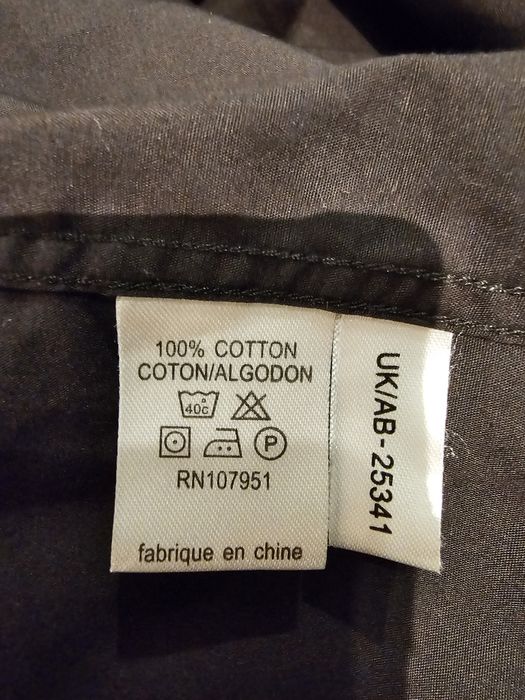 100% COTTON
COTON/ALGODON
40c
P
RN107951
fabrique en chine
UK/AB-25341